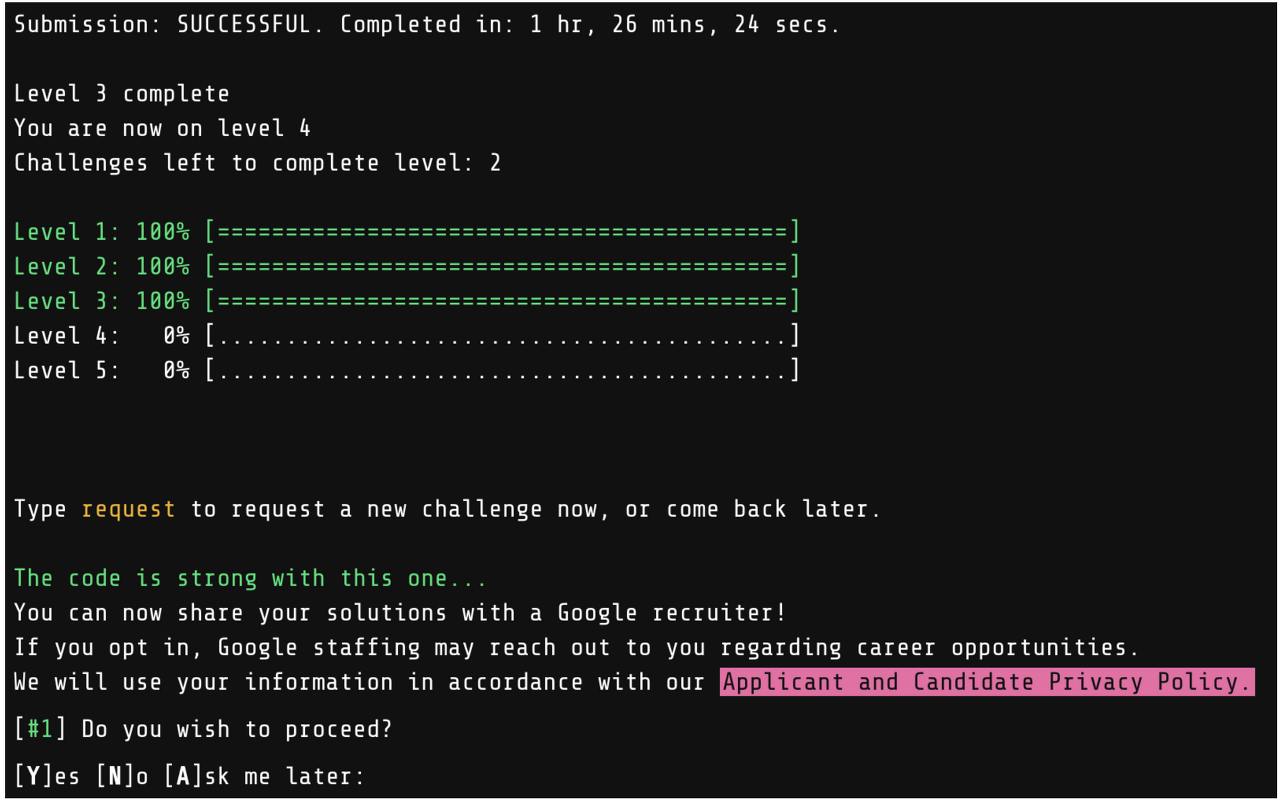 Submission: SUCCESSFUL. Completed in: 1 hr, 26 mins, 24 secs.
Level 3 complete
You are now on level 4
Challenges left to complete level: 2
Level 1: 100% [==========================================]
Level 2: 100% [==========================================]
Level 3: 100% [==========================================]
Level 4:   0% [..........................................]
Level 5:   0% [..........................................]
Type request to request a new challenge now, or come back later.
The code is strong with this one...
You can now share your solutions with a Google recruiter!
If you opt in, Google staffing may reach out to you regarding career opportunities.
We will use your information in accordance with our Applicant and Candidate Privacy Policy.
[#1] Do you wish to proceed?
[Y]es [N]o [A]sk me later: